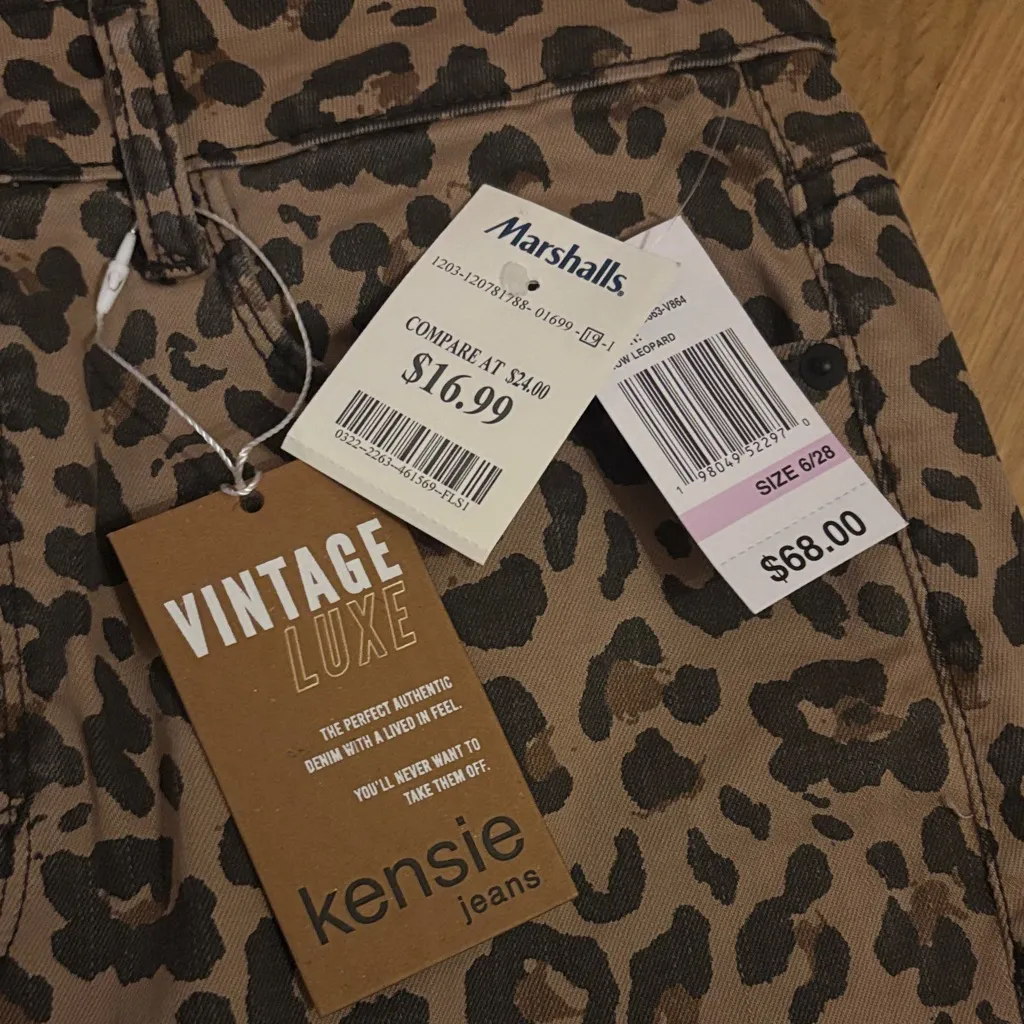 Marshalls.
1203-120781788- 01699 -19-1
COMPARE AT $24.00
$16.99
0322-2263-461569-FLS1
63-V864
LEOPARD
1 98049 52297 0
SIZE 6/28
$68.00
VINTAGE
LUXE
THE PERFECT AUTHENTIC
DENIM WITH A LIVED IN FEEL.
YOU'LL NEVER WANT TO
TAKE THEM OFF.
kensie
jeans